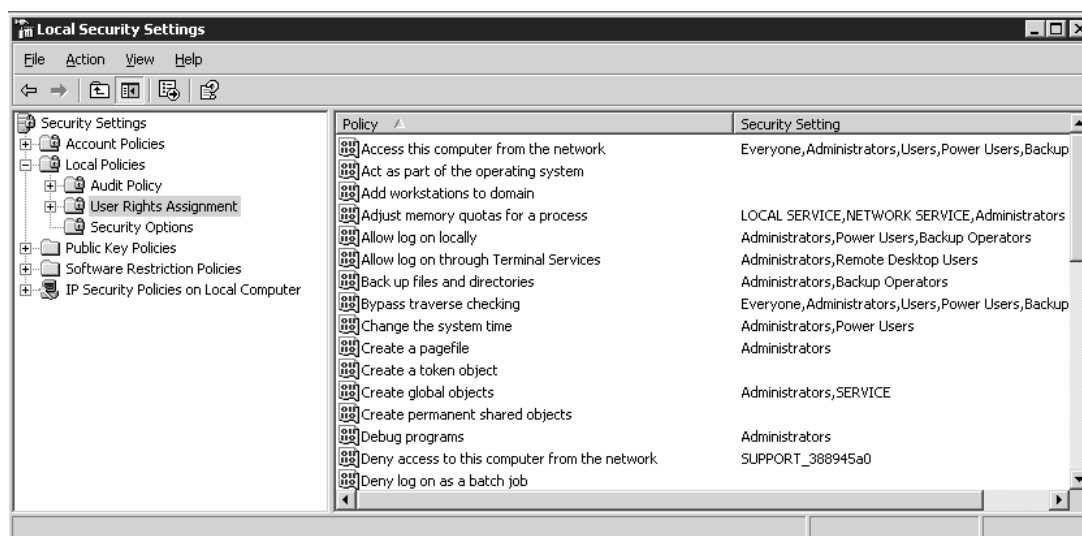 Local Security Settings
File Action View Help
Security Settings
Account Policies
Local Policies
Audit Policy
User Rights Assignment
Security Options
Public Key Policies
Software Restriction Policies
IP Security Policies on Local Computer
Policy Security Setting
Access this computer from the network Everyone,Administrators,Users,Power Users,Backup
Act as part of the operating system
Add workstations to domain
Adjust memory quotas for a process LOCAL SERVICE,NETWORK SERVICE,Administrators
Allow log on locally Administrators,Power Users,Backup Operators
Allow log on through Terminal Services Administrators,Remote Desktop Users
Back up files and directories Administrators,Backup Operators
Bypass traverse checking Everyone,Administrators,Users,Power Users,Backup
Change the system time Administrators,Power Users
Create a pagefile Administrators
Create a token object
Create global objects Administrators,SERVICE
Create permanent shared objects
Debug programs Administrators
Deny access to this computer from the network SUPPORT_388945a0
Deny log on as a batch job